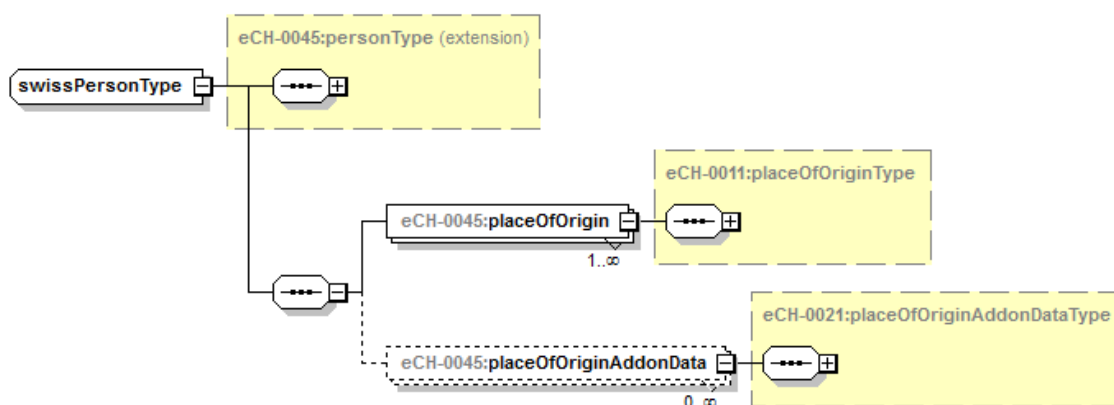 eCH-0045:personType (extension)
swissPersonType
eCH-0011:placeOfOriginType
eCH-0045:placeOfOrigin
1..∞
eCH-0021:placeOfOriginAddonDataType
eCH-0045:placeOfOriginAddonData
0..∞